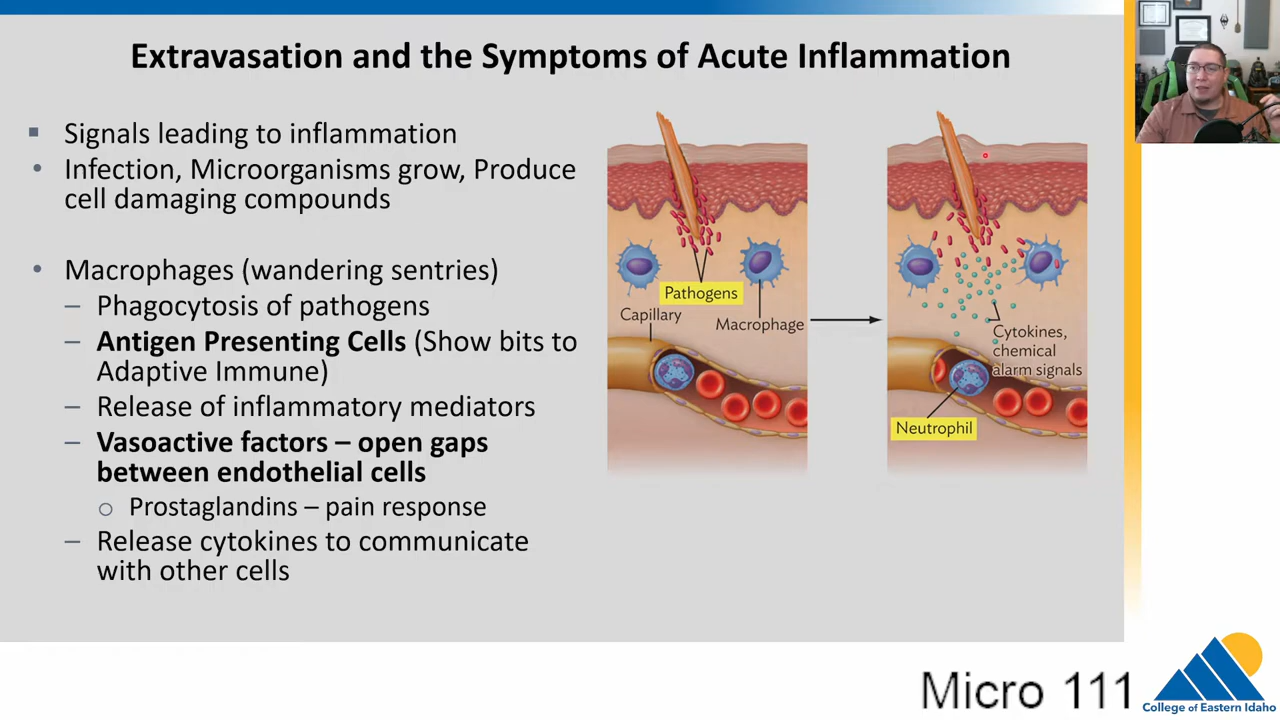 Extravasation and the Symptoms of Acute Inflammation
▪ Signals leading to inflammation
• Infection, Microorganisms grow, Produce
cell damaging compounds
• Macrophages (wandering sentries)
– Phagocytosis of pathogens
– Antigen Presenting Cells (Show bits to
Adaptive Immune)
– Release of inflammatory mediators
– Vasoactive factors – open gaps
between endothelial cells
○ Prostaglandins – pain response
– Release cytokines to communicate
with other cells
Pathogens
Capillary
Macrophage
Cytokines,
chemical
alarm signals
Neutrophil
Micro 111
College of Eastern Idaho